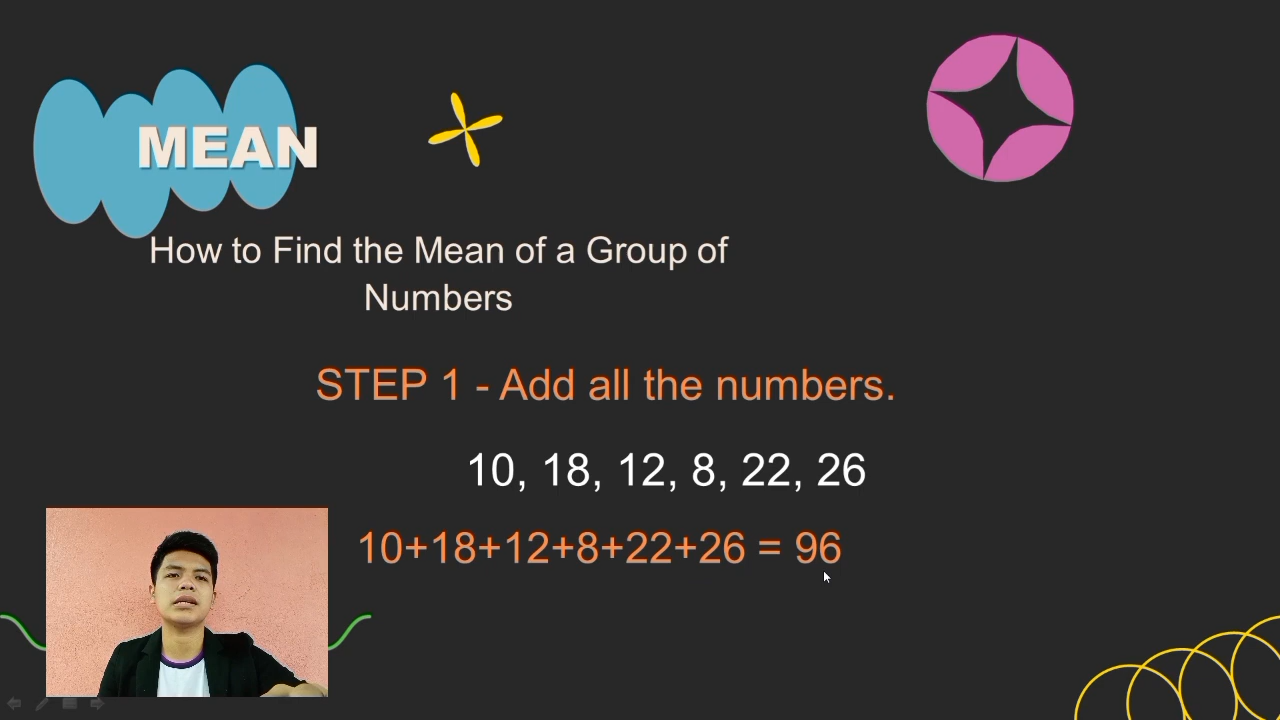 MEAN
How to Find the Mean of a Group of
Numbers
STEP 1 - Add all the numbers.
10, 18, 12, 8, 22, 26
10+18+12+8+22+26 = 96